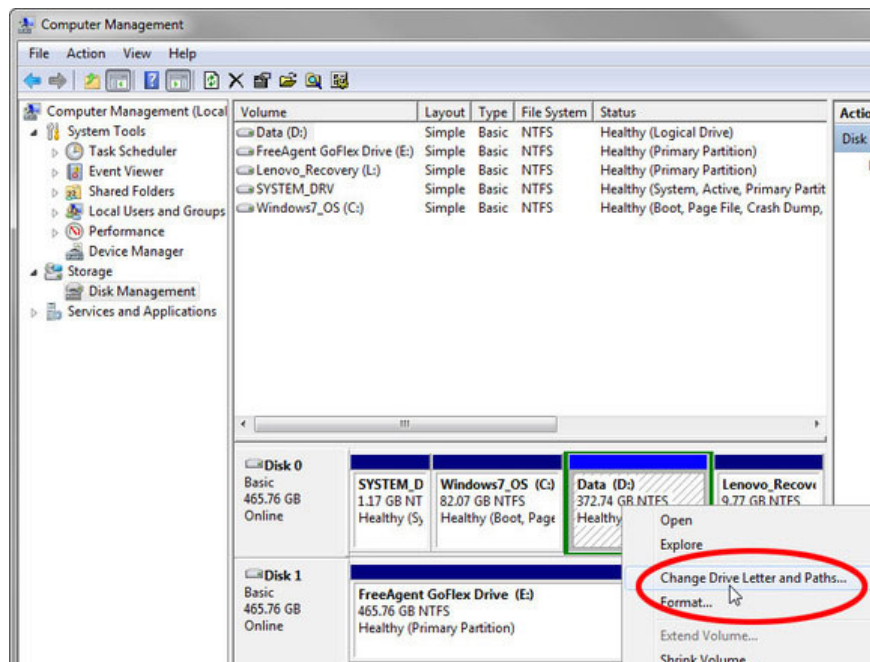 Computer Management
File Action View Help
Computer Management (Local
System Tools
Task Scheduler
Event Viewer
Shared Folders
Local Users and Groups
Performance
Device Manager
Storage
Disk Management
Services and Applications
Volume Layout Type File System Status
Data (D:) Simple Basic NTFS Healthy (Logical Drive)
FreeAgent GoFlex Drive (E:) Simple Basic NTFS Healthy (Primary Partition)
Lenovo_Recovery (L:) Simple Basic NTFS Healthy (Primary Partition)
SYSTEM_DRV Simple Basic NTFS Healthy (System, Active, Primary Partit
Windows7_OS (C:) Simple Basic NTFS Healthy (Boot, Page File, Crash Dump,
Actio
Disk
Disk 0
Basic
465.76 GB
Online
SYSTEM_D
1.17 GB NT
Healthy (Sy
Windows7_OS (C:)
82.07 GB NTFS
Healthy (Boot, Page
Data (D:)
372.74 GB NTFS
Healthy
Lenovo_Recov
9.77 GB NTFS
Disk 1
Basic
465.76 GB
Online
FreeAgent GoFlex Drive (E:)
465.76 GB NTFS
Healthy (Primary Partition)
Open
Explore
Change Drive Letter and Paths...
Format...
Extend Volume...
Shrink Volume